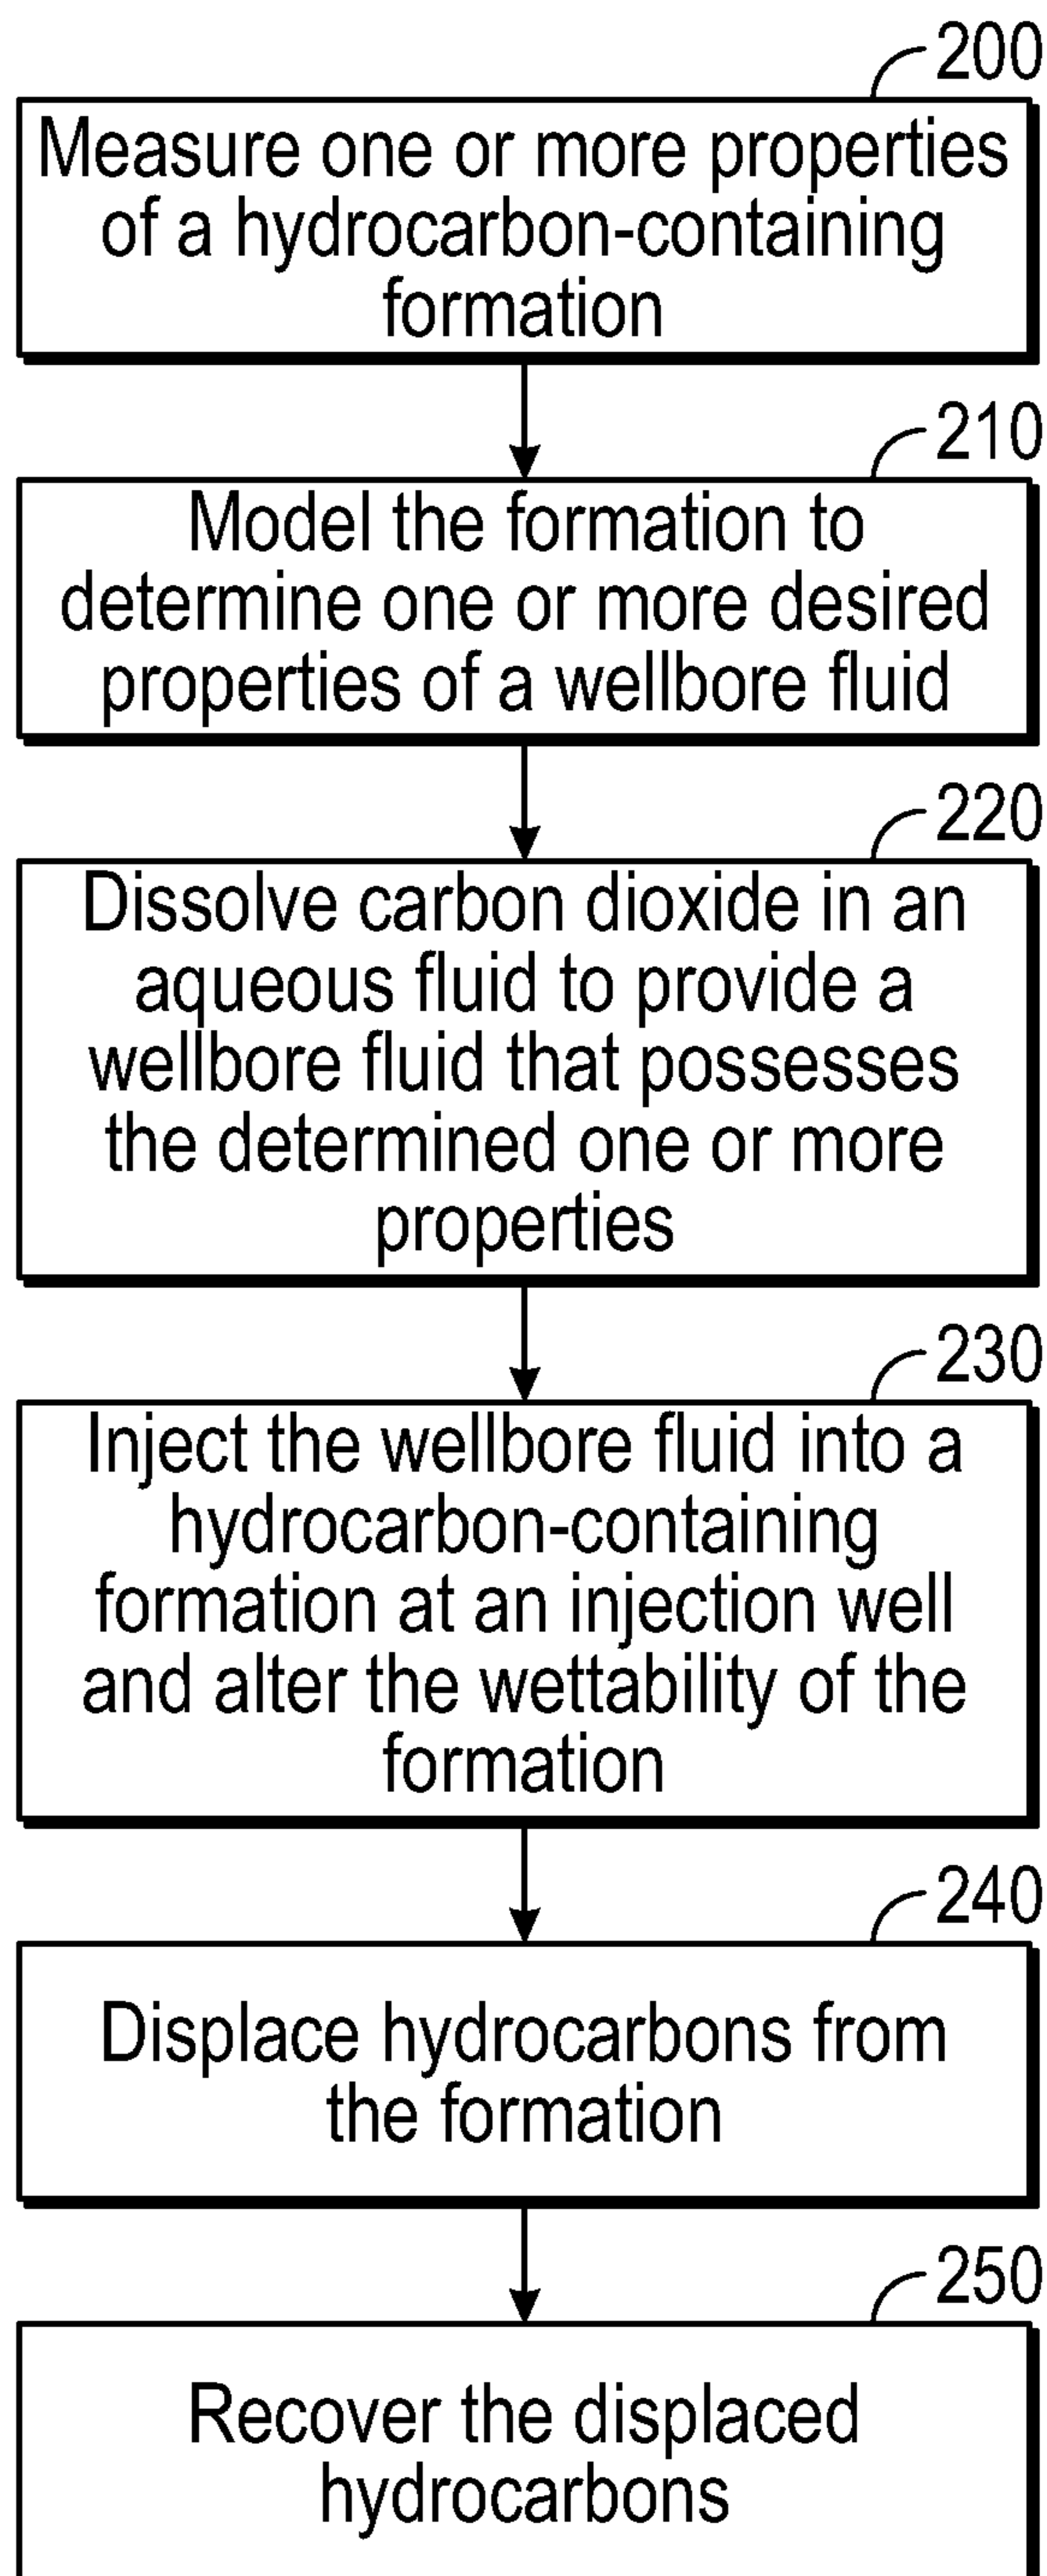 200
Measure one or more properties
of a hydrocarbon-containing
formation
210
Model the formation to
determine one or more desired
properties of a wellbore fluid
220
Dissolve carbon dioxide in an
aqueous fluid to provide a
wellbore fluid that possesses
the determined one or more
properties
230
Inject the wellbore fluid into a
hydrocarbon-containing
formation at an injection well
and alter the wettability of the
formation
240
Displace hydrocarbons from
the formation
250
Recover the displaced
hydrocarbons